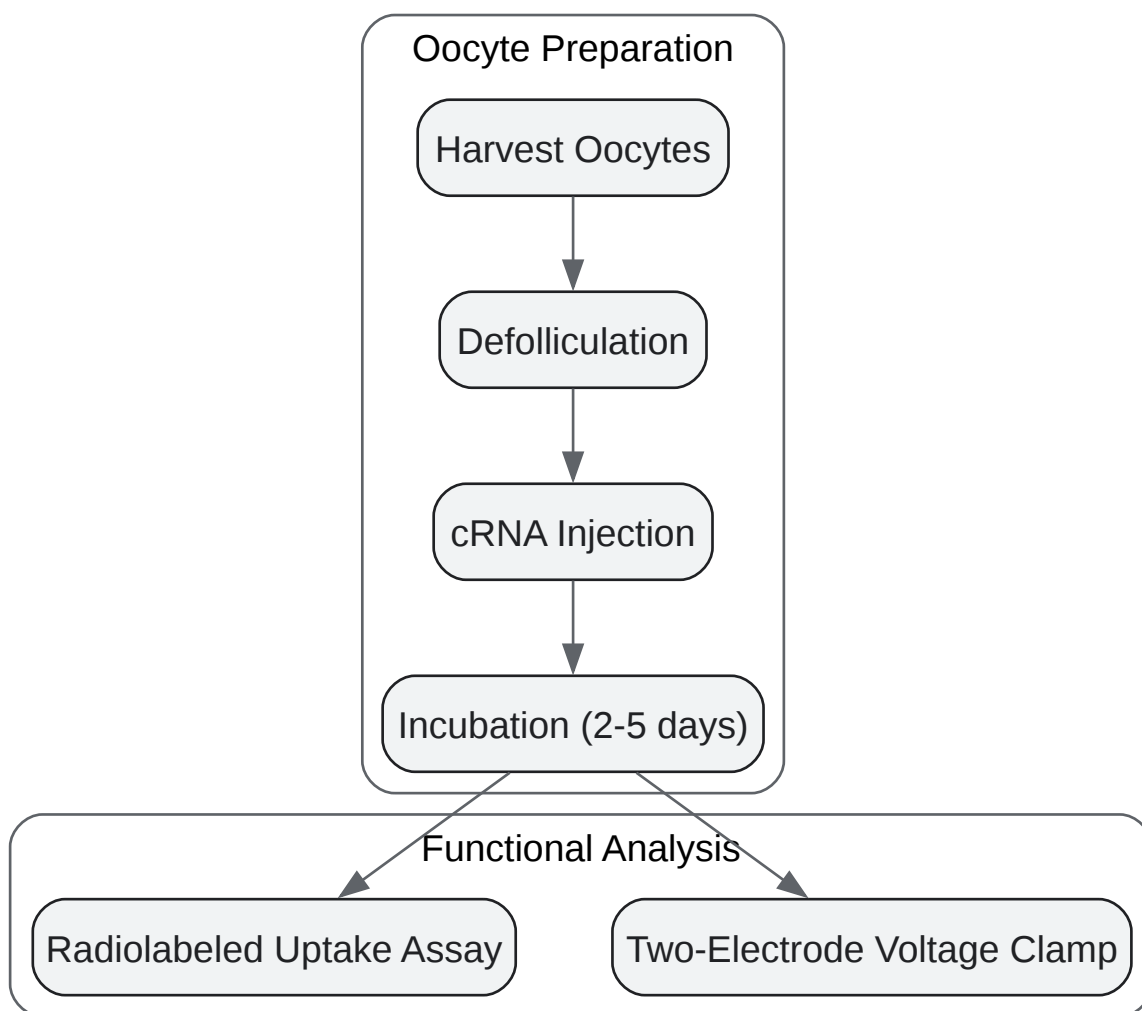 Oocyte Preparation
Harvest Oocytes
Defolliculation
cRNA Injection
Incubation (2-5 days)
Functional Analysis
Radiolabeled Uptake Assay
Two-Electrode Voltage Clamp